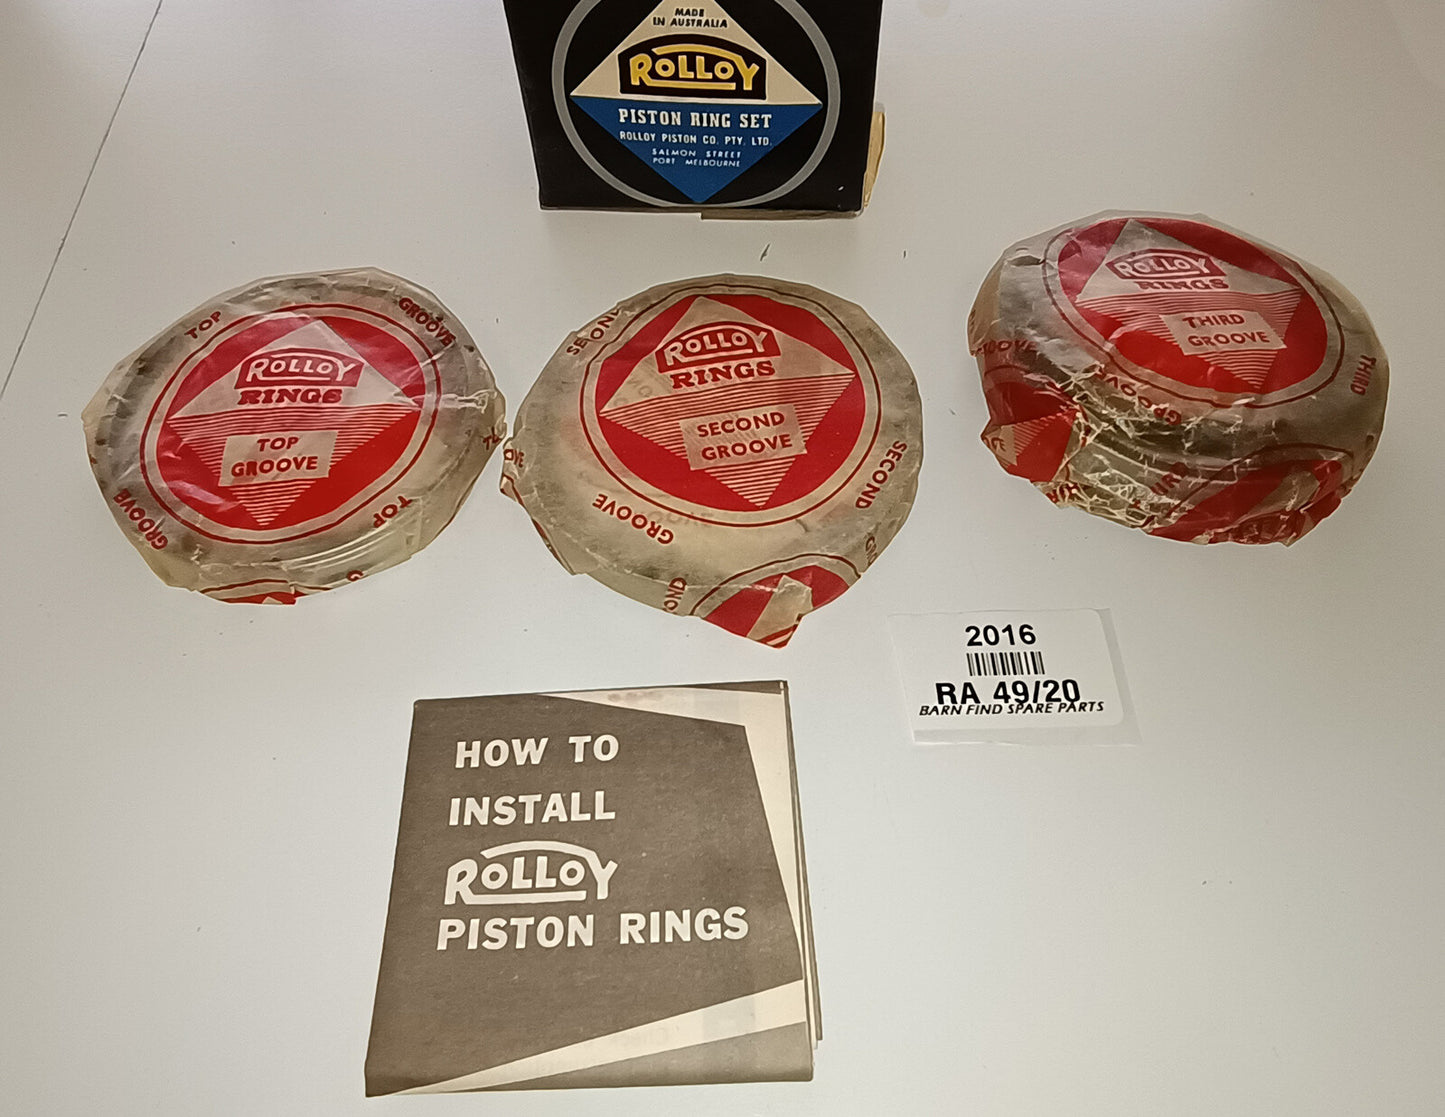 MADE
IN AUSTRALIA
ROLLOY
PISTON RING SET
ROLLOY PISTON CO. PTY. LTD.
SALMON STREET
PORT MELBOURNE
TOP GROOVE
ROLLOY
RINGS
TOP
GROOVE
GROOVE
TOP
SECOND
ROLLOY
RINGS
SECOND
GROOVE
SECOND
GROOVE
OND
ROLLOY
RINGS
THIRD
GROOVE
THIRD
GROOVE
2016
RA 49/20
BARN FIND SPARE PARTS
HOW TO
INSTALL
ROLLOY
PISTON RINGS